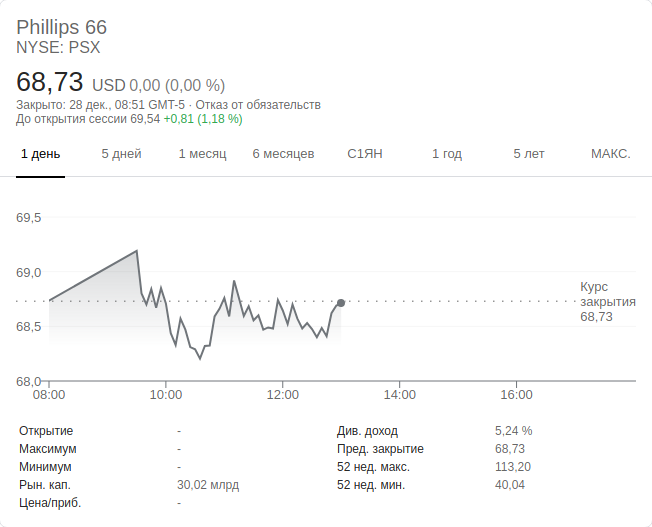 Phillips 66
NYSE: PSX
68,73 USD 0,00 (0,00 %)
Закрыто: 28 дек., 08:51 GMT-5 · Отказ от обязательств
До открытия сессии 69,54 +0,81 (1,18 %)
1 день 5 дней 1 месяц 6 месяцев С1ЯН 1 год 5 лет МАКС.
69,5
69,0
Курс
закрытия
68,73
68,5
68,0
08:00 10:00 12:00 14:00 16:00
Открытие - Див. доход 5,24 %
Максимум - Пред. закрытие 68,73
Минимум - 52 нед. макс. 113,20
Рын. кап. 30,02 млрд 52 нед. мин. 40,04
Цена/приб. -